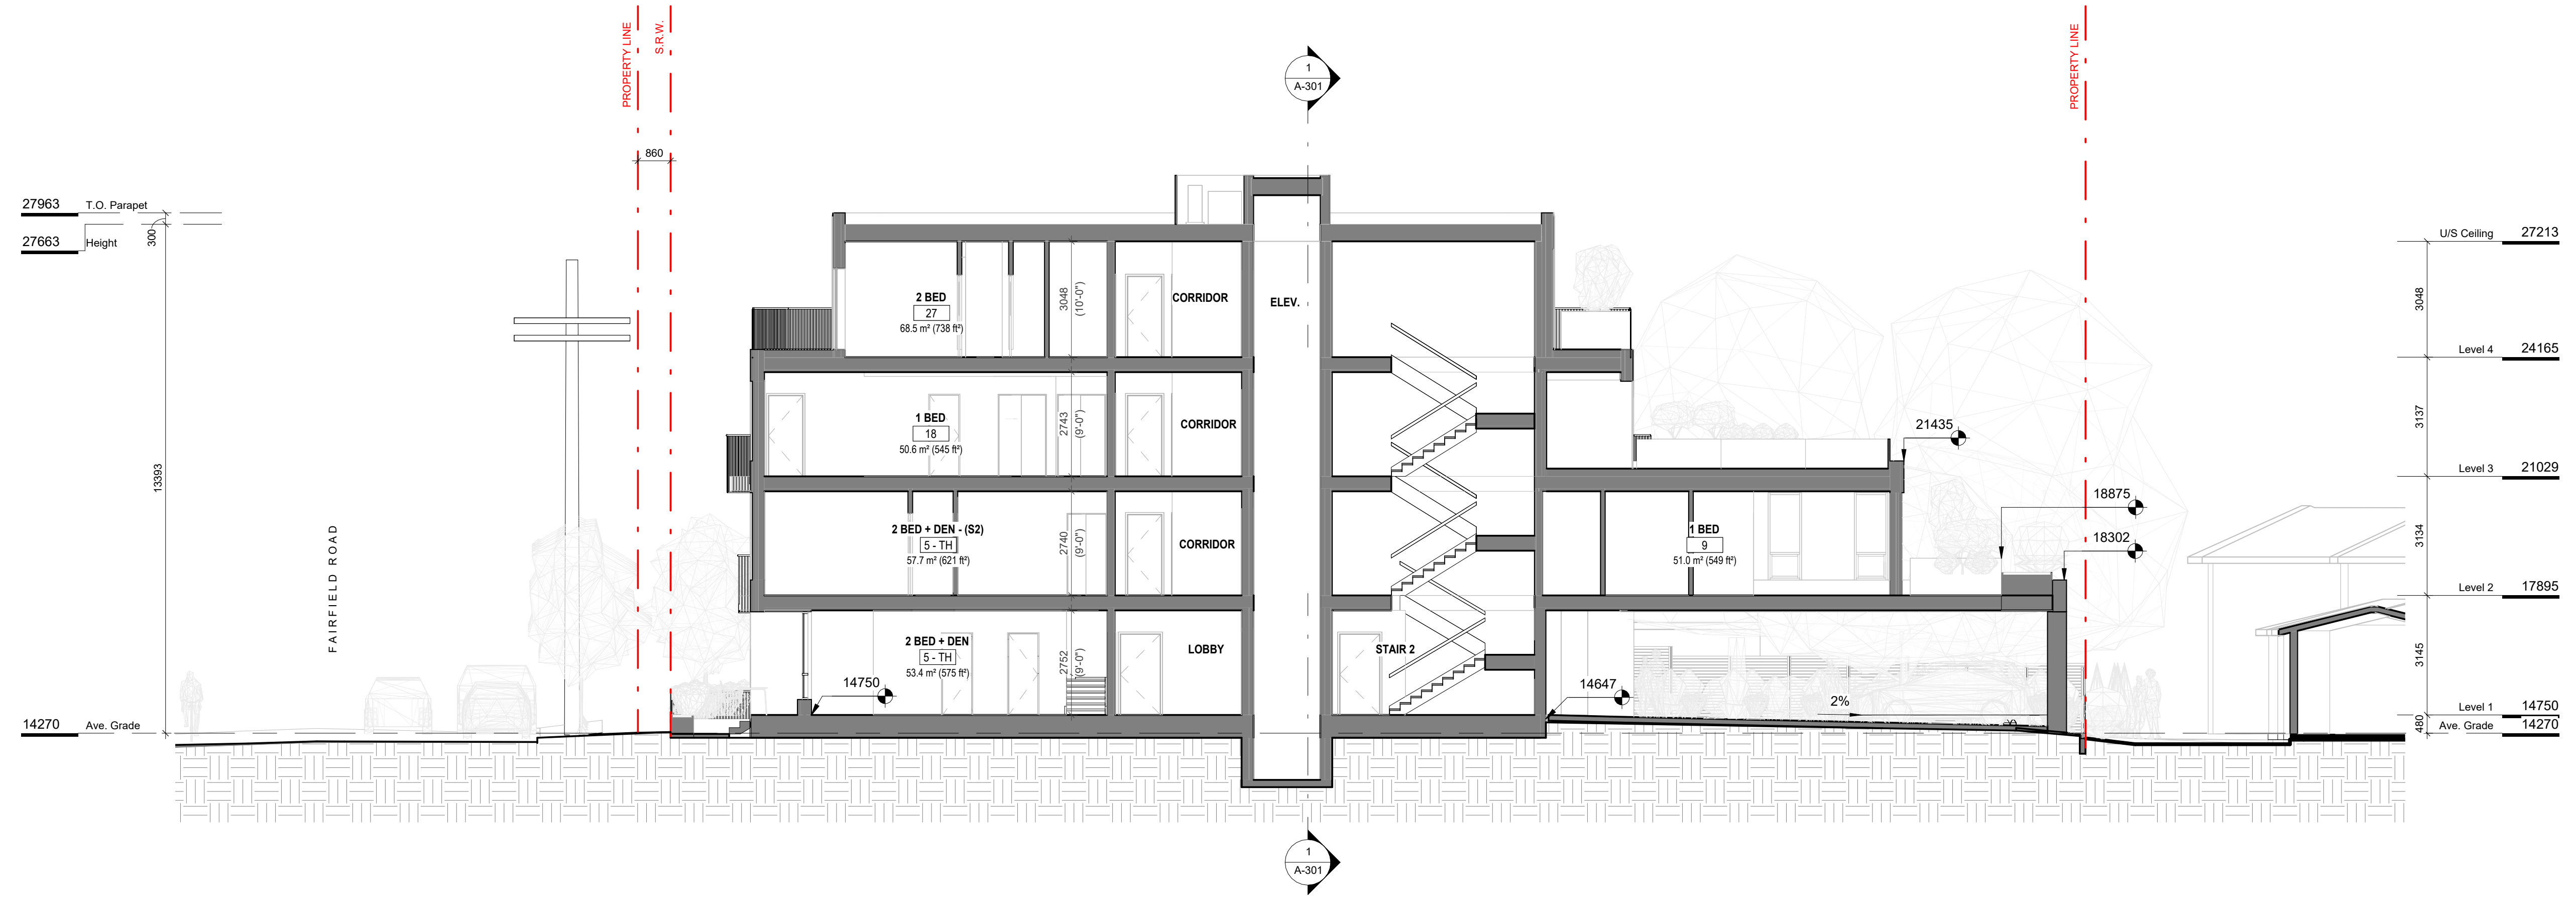 PROPERTY LINE
S.R.W.
PROPERTY LINE
1
A-301
860
27963 T.O. Parapet
27663 Height
300
13393
14270 Ave. Grade
FAIRFIELD ROAD
2 BED
27
68.5 m² (738 ft²)
3048
(10'-0")
CORRIDOR
ELEV.
1 BED
18
50.6 m² (545 ft²)
2743
(9'-0")
CORRIDOR
2 BED + DEN - (S2)
5 - TH
57.7 m² (621 ft²)
2740
(9'-0")
CORRIDOR
2 BED + DEN
5 - TH
53.4 m² (575 ft²)
2752
(9'-0")
LOBBY
STAIR 2
14750
14647
2%
1 BED
9
51.0 m² (549 ft²)
21435
18875
18302
U/S Ceiling 27213
3048
Level 4 24165
3137
Level 3 21029
3134
Level 2 17895
3145
Level 1 14750
480
Ave. Grade 14270
1
A-301